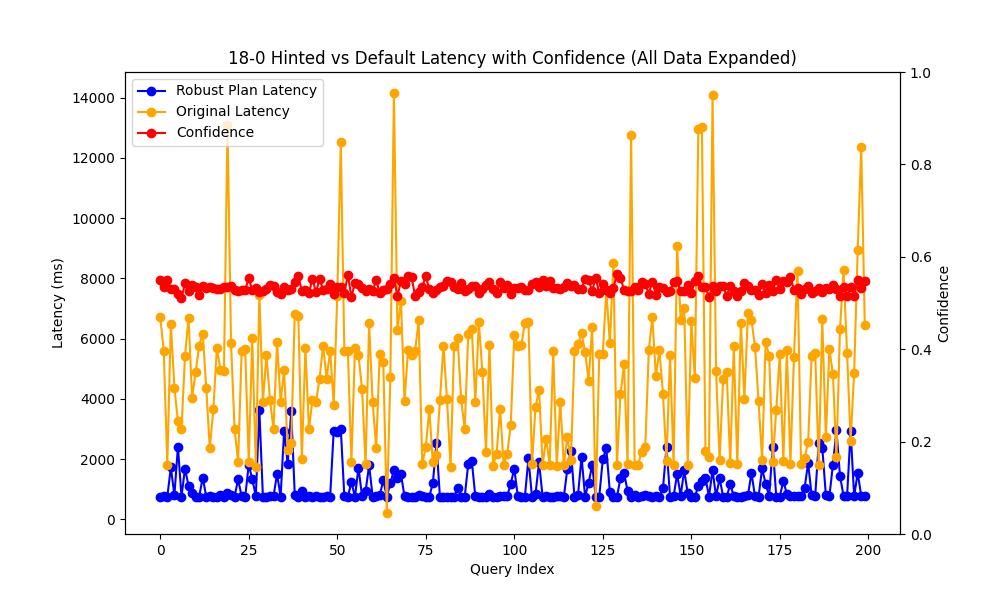 18-0 Hinted vs Default Latency with Confidence (All Data Expanded)
Robust Plan Latency
Original Latency
Confidence
Latency (ms)
14000
12000
10000
8000
6000
4000
2000
0
1.0
0.8
0.6
0.4
0.2
0.0
Confidence
0 25 50 75 100 125 150 175 200
Query Index